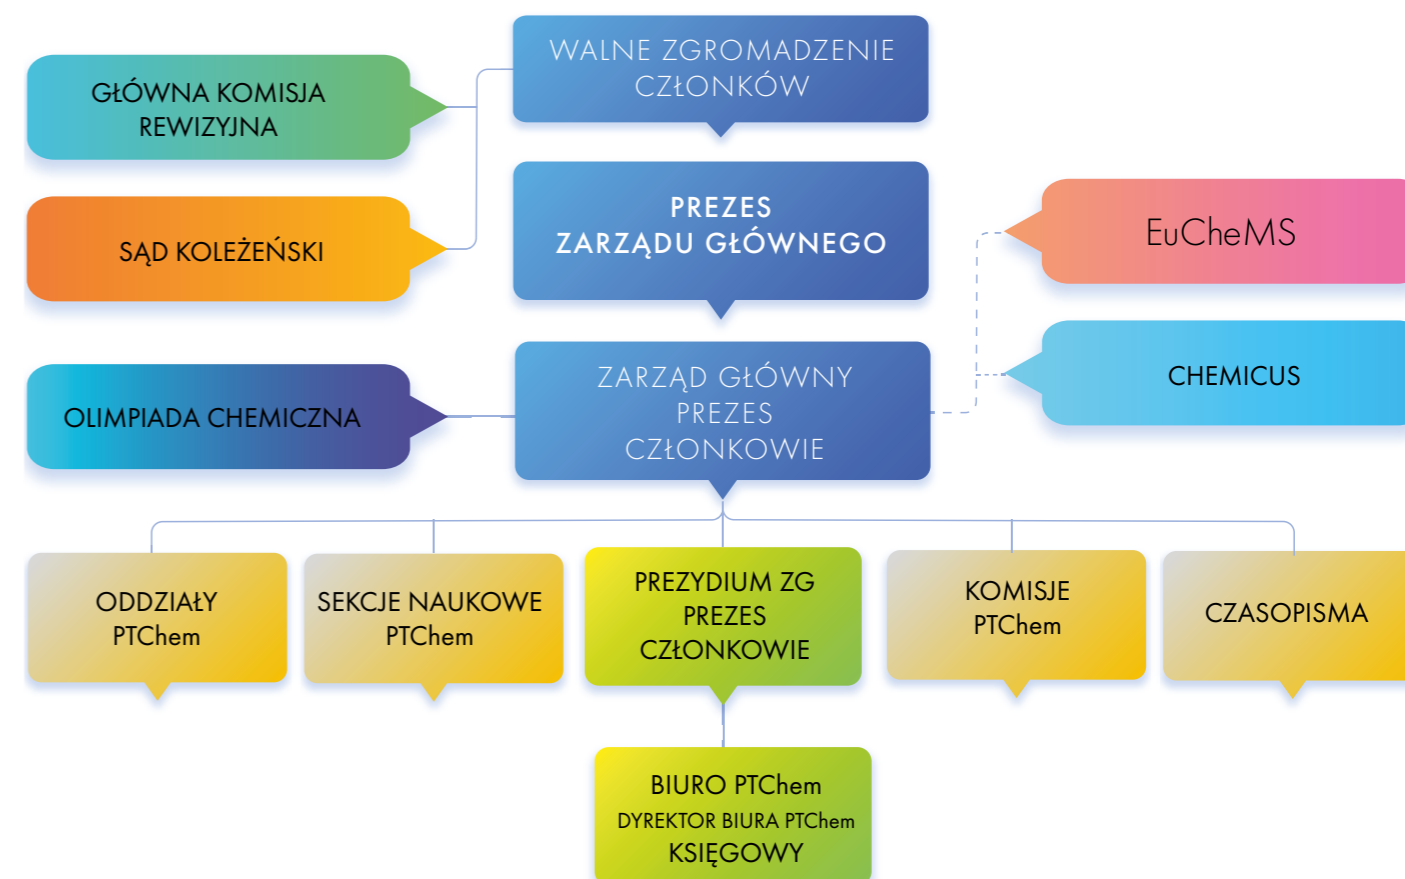 WALNE ZGROMADZENIE
CZŁONKÓW
GŁÓWNA KOMISJA
REWIZYJNA
PREZES
ZARZĄDU GŁÓWNEGO
SĄD KOLEŻEŃSKI
EuCheMS
ZARZĄD GŁÓWNY
PREZES
CZŁONKOWIE
CHEMICUS
OLIMPIADA CHEMICZNA
ODDZIAŁY
PTChem
SEKCJE NAUKOWE
PTChem
PREZYDIUM ZG
PREZES
CZŁONKOWIE
KOMISJE
PTChem
CZASOPISMA
BIURO PTChem
DYREKTOR BIURA PTChem
KSIĘGOWY